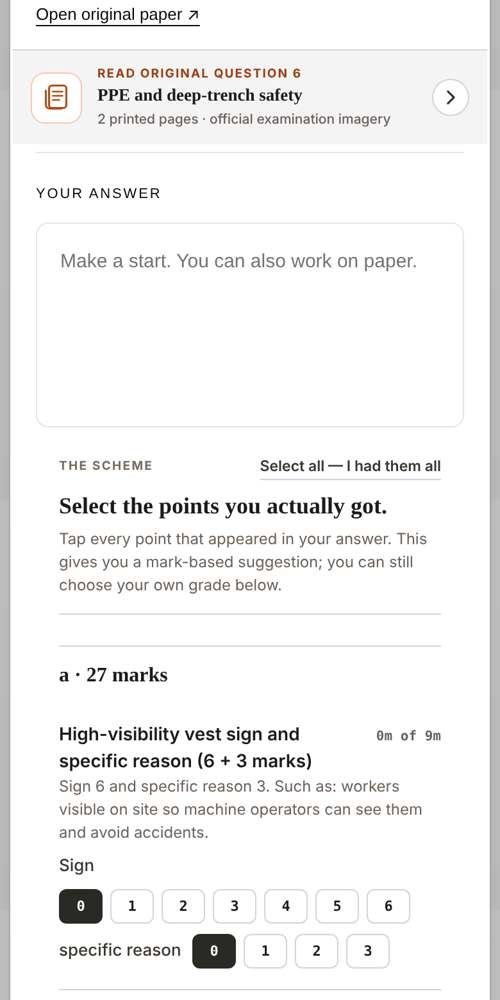 Open original paper ↗
READ ORIGINAL QUESTION 6
PPE and deep-trench safety
2 printed pages · official examination imagery
YOUR ANSWER
Make a start. You can also work on paper.
THE SCHEME
Select all — I had them all
Select the points you actually got.
Tap every point that appeared in your answer. This
gives you a mark-based suggestion; you can still
choose your own grade below.
a · 27 marks
High-visibility vest sign and
specific reason (6 + 3 marks)
0m of 9m
Sign 6 and specific reason 3. Such as: workers
visible on site so machine operators can see them
and avoid accidents.
Sign
0 1 2 3 4 5 6
specific reason 0 1 2 3